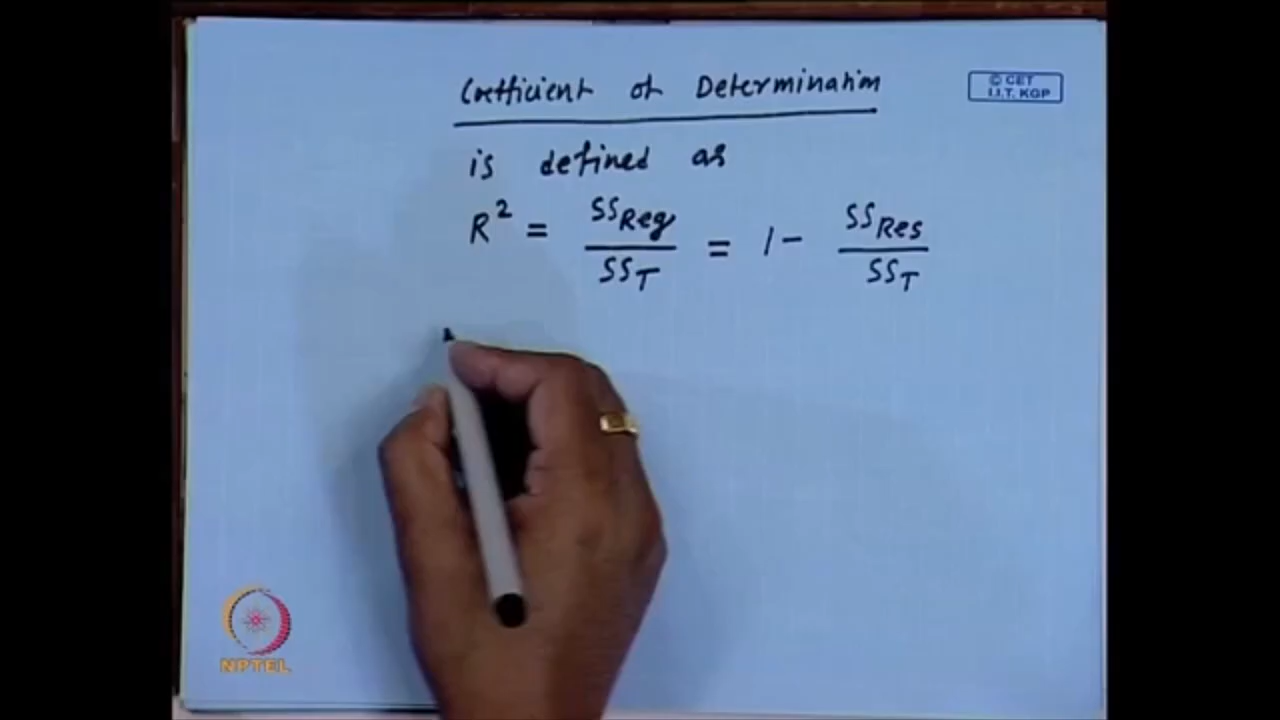 Coefficient of Determination
© CET
I.I.T. KGP
is defined as
R² = SS_Reg / SS_T = 1 - SS_Res / SS_T
NPTEL